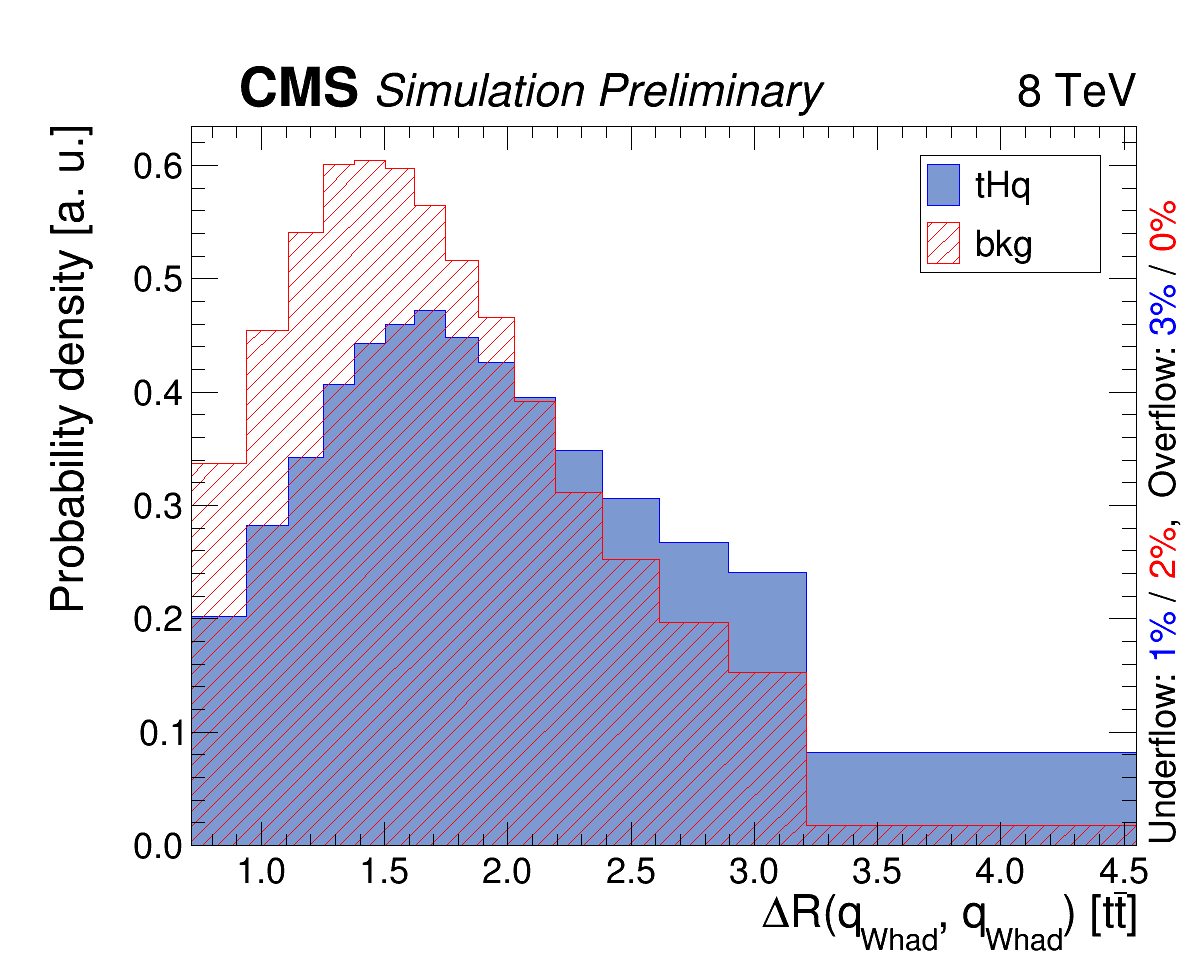 CMS Simulation Preliminary 8 TeV
Probability density [a. u.]
0.6
0.5
0.4
0.3
0.2
0.1
0.0
tHq
bkg
1.0 1.5 2.0 2.5 3.0 3.5 4.0 4.5
ΔR(q_Whad, q_Whad) [tt̄]
Underflow: 1% / 2%, Overflow: 3% / 0%